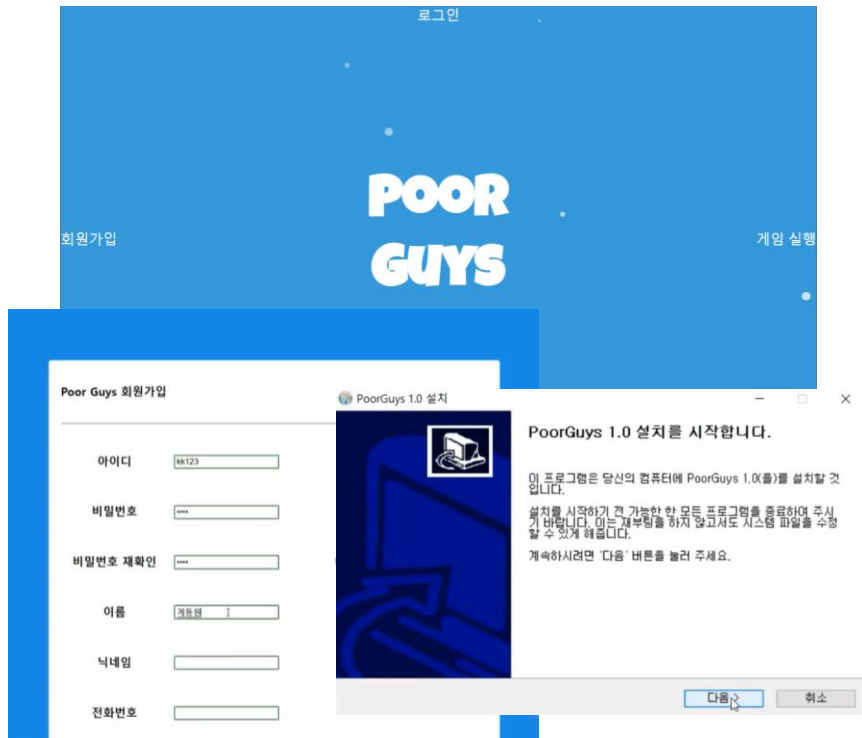 로그인
POOR
GUYS
회원가입
게임 실행
Poor Guys 회원가입
아이디
kk123
비밀번호
••••
비밀번호 재확인
••••
이름
계동원
닉네임
전화번호
PoorGuys 1.0 설치
PoorGuys 1.0 설치를 시작합니다.
이 프로그램은 당신의 컴퓨터에 PoorGuys 1.0(을)를 설치할 것
입니다.
설치를 시작하기 전 가능한 한 모든 프로그램을 종료하여 주시
기 바랍니다. 이는 재부팅을 하지 않고서도 시스템 파일을 수정
할 수 있게 해줍니다.
계속하시려면 '다음' 버튼을 눌러 주세요.
다음 >
취소